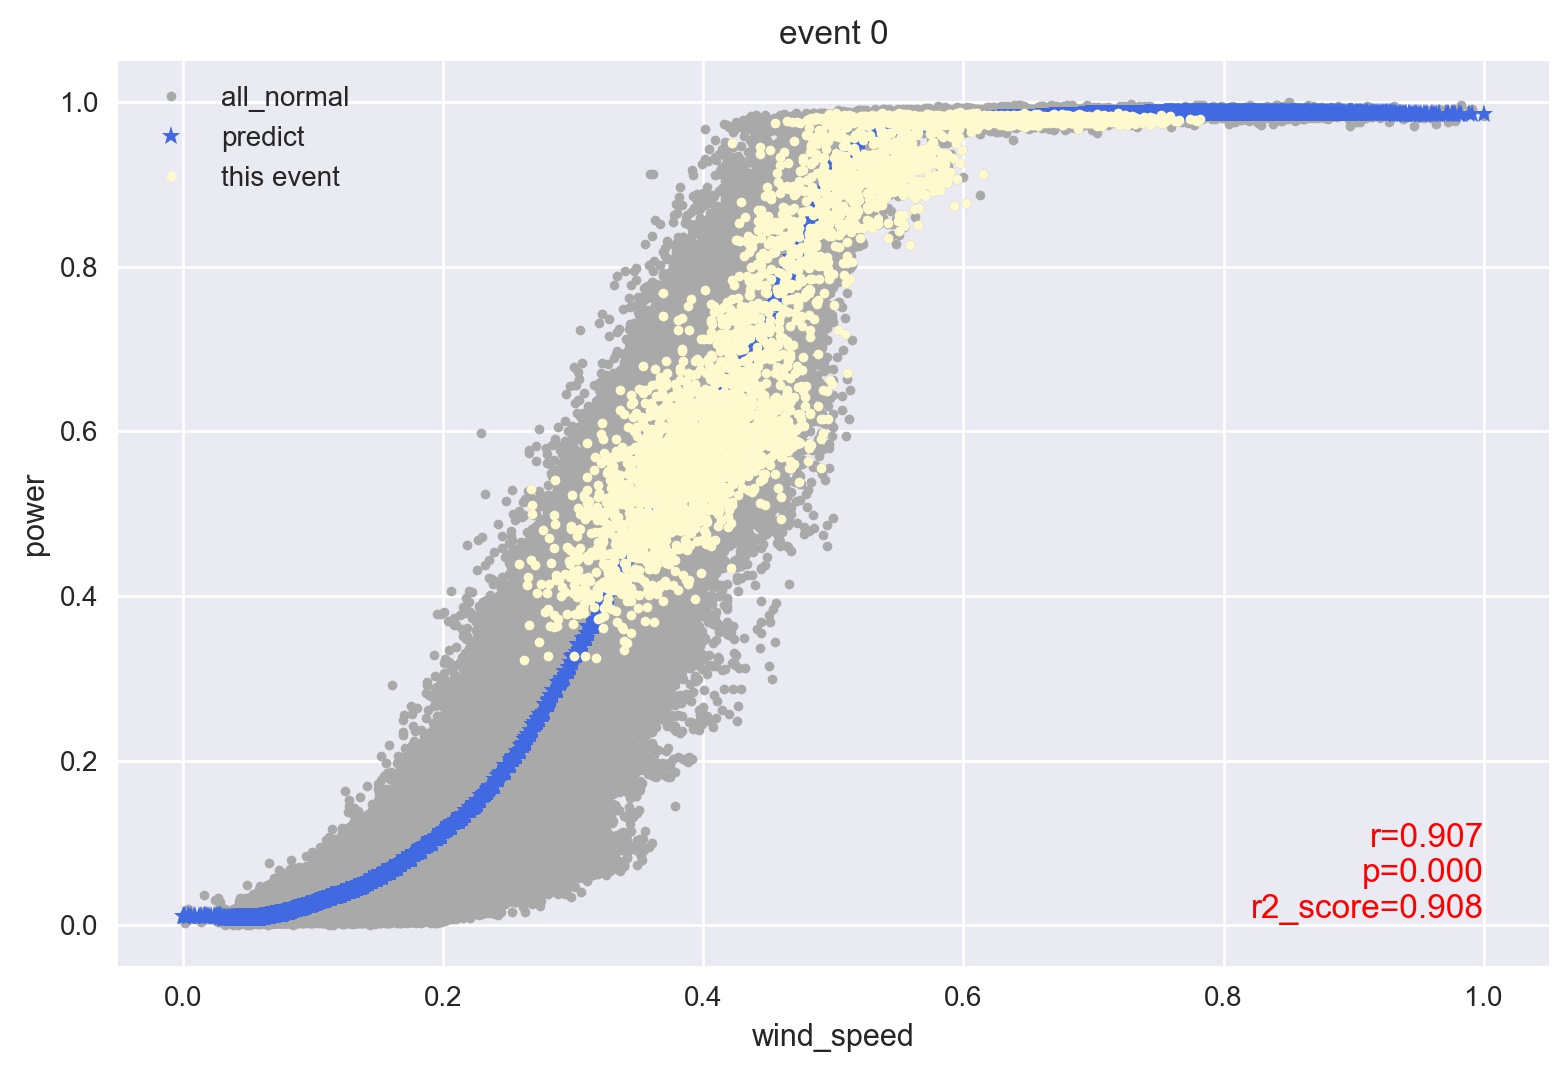 event 0
all_normal
predict
this event
1.0
0.8
0.6
0.4
0.2
0.0
power
r=0.907
p=0.000
r2_score=0.908
0.0 0.2 0.4 0.6 0.8 1.0
wind_speed